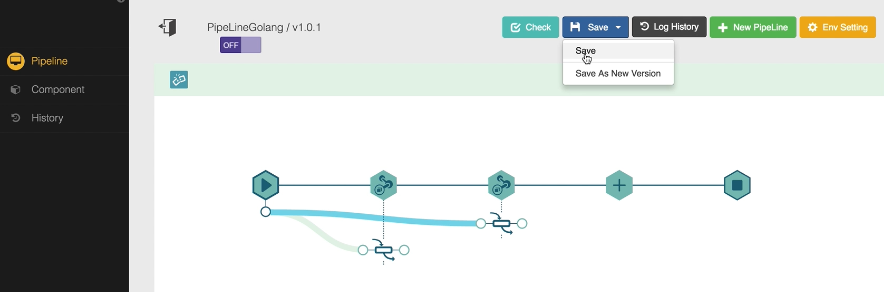 PipeLineGolang / v1.0.1
OFF
Check
Save
Log History
New PipeLine
Env Setting
Save
Save As New Version
Pipeline
Component
History